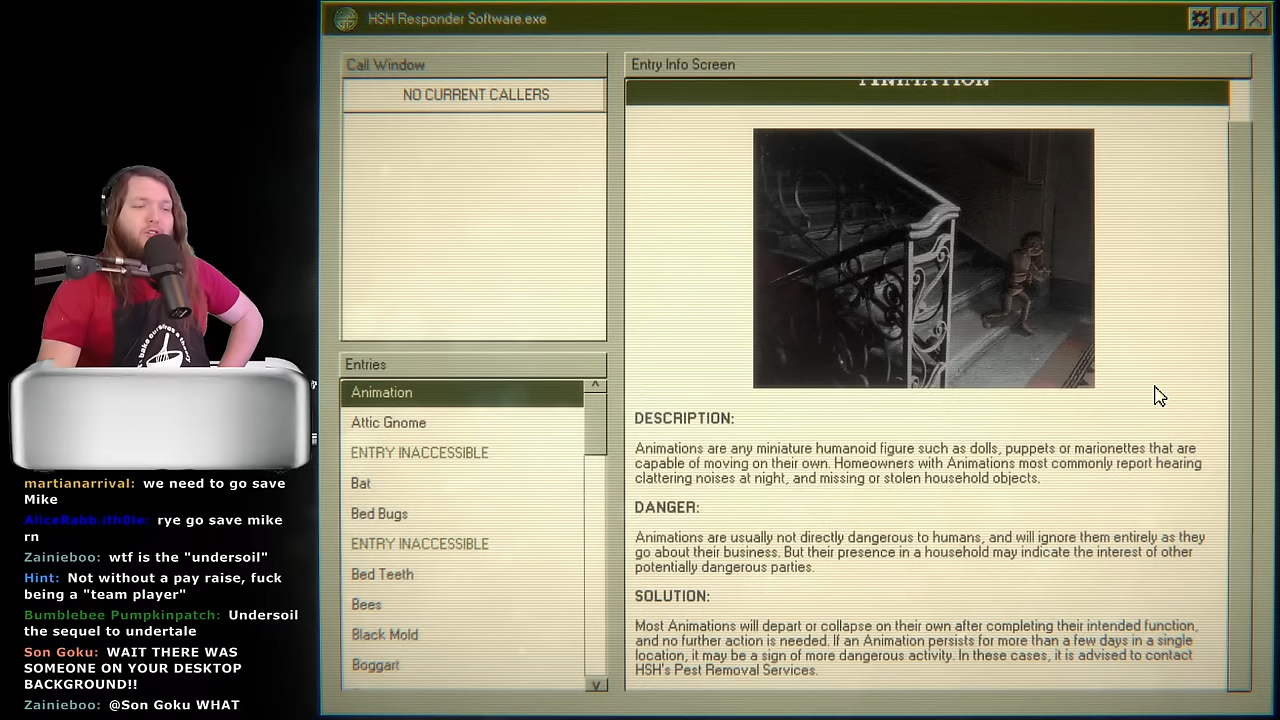 HSH Responder Software.exe
Call Window
NO CURRENT CALLERS
Entries
Animation
Attic Gnome
ENTRY INACCESSIBLE
Bat
Bed Bugs
ENTRY INACCESSIBLE
Bed Teeth
Bees
Black Mold
Boggart
Entry Info Screen
ANIMATION
DESCRIPTION:
Animations are any miniature humanoid figure such as dolls, puppets or marionettes that are
capable of moving on their own. Homeowners with Animations most commonly report hearing
clattering noises at night, and missing or stolen household objects.
DANGER:
Animations are usually not directly dangerous to humans, and will ignore them entirely as they
go about their business. But their presence in a household may indicate the interest of other
potentially dangerous parties.
SOLUTION:
Most Animations will depart or collapse on their own after completing their intended function,
and no further action is needed. If an Animation persists for more than a few days in a single
location, it may be a sign of more dangerous activity. In these cases, it is advised to contact
HSH's Pest Removal Services.
bake ourselves a
martianarrival: we need to go save
Mike
AliceRabb.ith0le: rye go save mike
rn
Zainieboo: wtf is the "undersoil"
Hint: Not without a pay raise, fuck
being a "team player"
Bumblebee Pumpkinpatch: Undersoil
the sequel to undertale
Son Goku: WAIT THERE WAS
SOMEONE ON YOUR DESKTOP
BACKGROUND!!
Zainieboo: @Son Goku WHAT